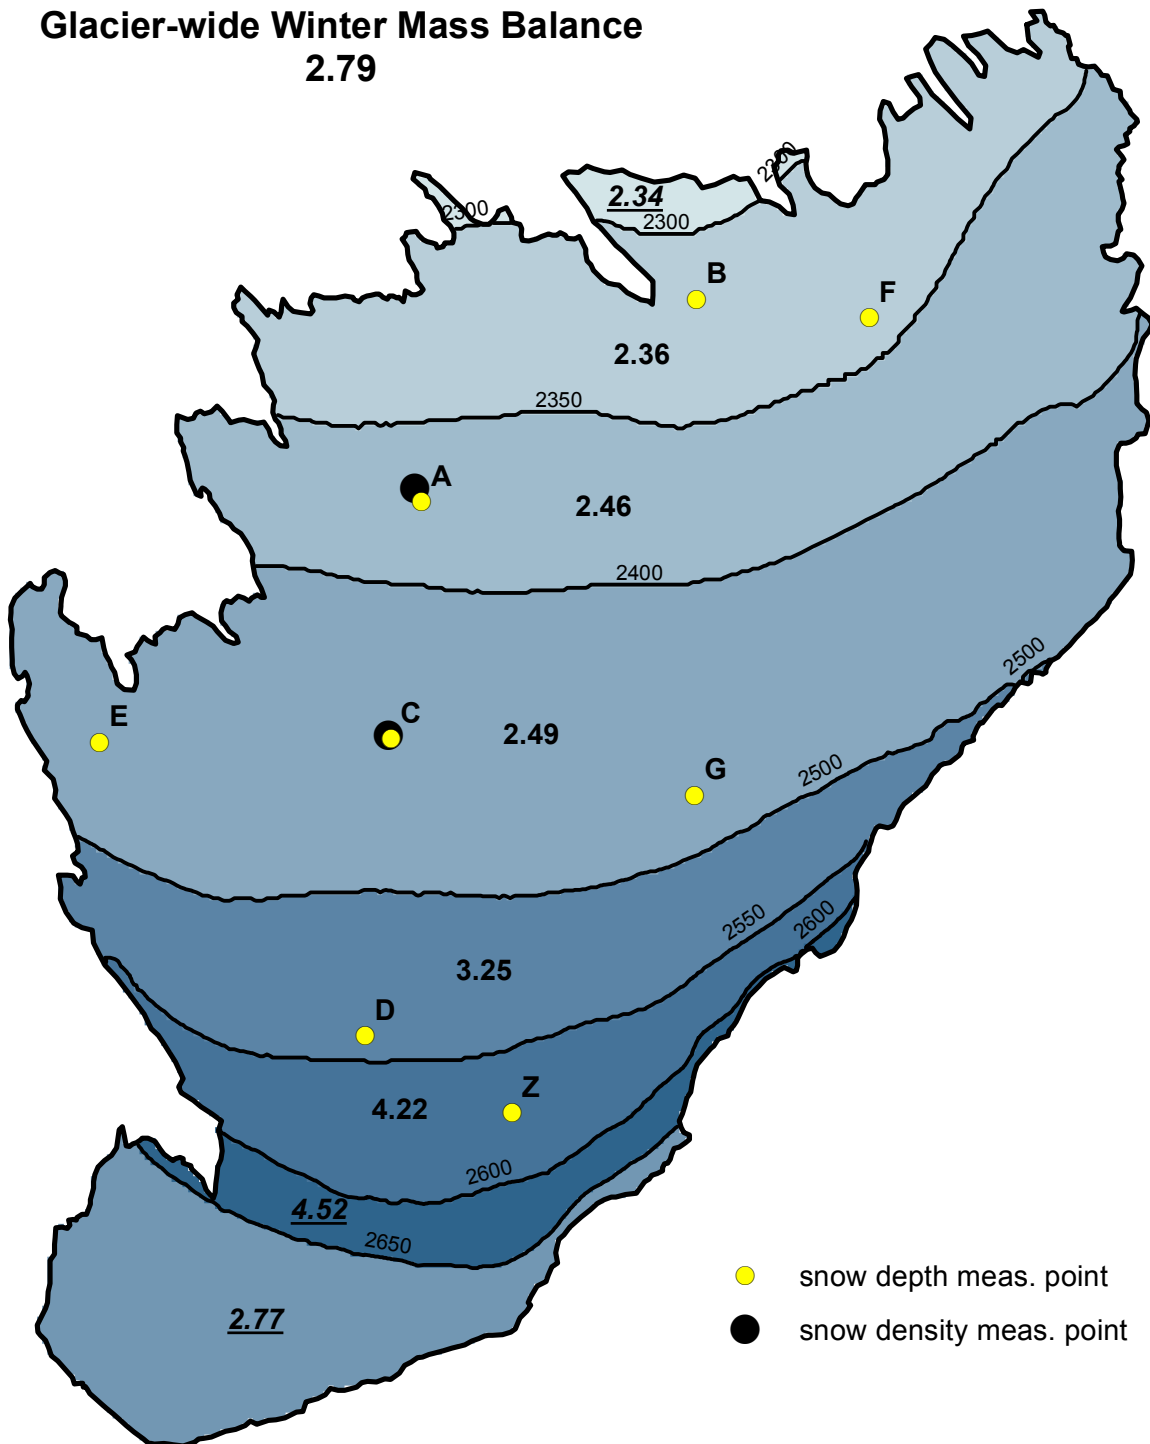 Glacier-wide Winter Mass Balance
2.79
2300
2.34
2300
2300
B
F
2.36
2350
A
2.46
2400
2500
E
C
2.49
G
2500
2550
2600
3.25
D
Z
4.22
2600
4.52
2650
2.77
snow depth meas. point
snow density meas. point